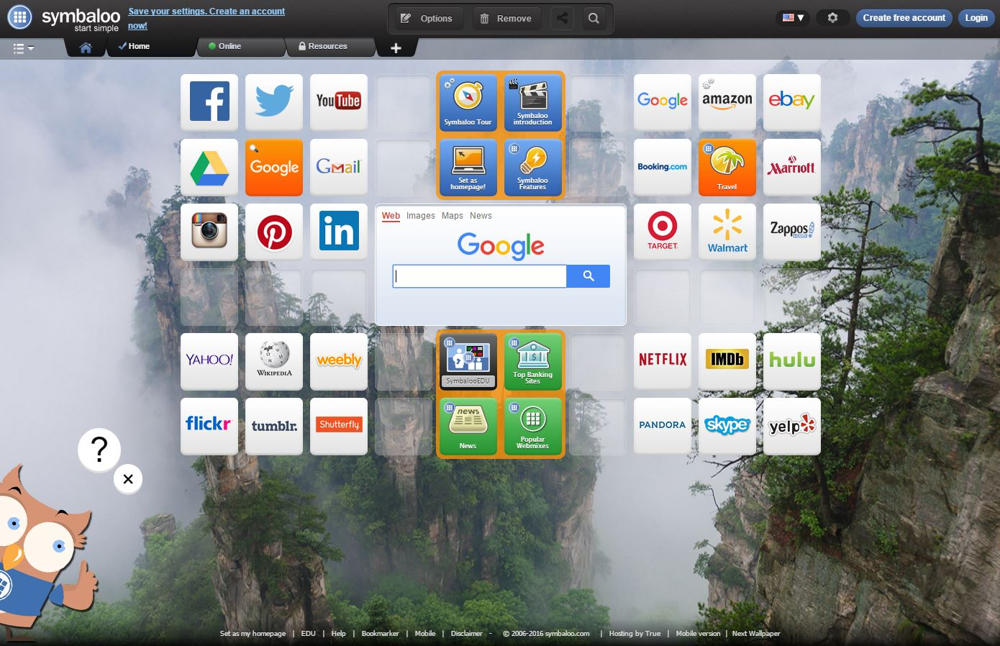 symbaloo
start simple
Save your settings. Create an account
now!
Options
Remove
Create free account
Login
Home
Online
Resources
f
YouTube
Symbaloo Tour
Symbaloo
introduction
Google
amazon
ebay
Google
Gmail
Set as
homepage!
Symbaloo
Features
Booking.com
Travel
Marriott
in
Web Images Maps News
Google
TARGET
Walmart
Zappos
.com
YAHOO!
WIKIPEDIA
weebly
SymbalooEDU
Top Banking
Sites
NETFLIX
IMDb
hulu
flickr
tumblr.
Shutterfly
news
News
Popular
Webmixes
PANDORA
skype
yelp
?
Set as my homepage | EDU | Help | Bookmarker | Mobile | Disclaimer - © 2006-2016 symbaloo.com | Hosting by True | Mobile version | Next Wallpaper